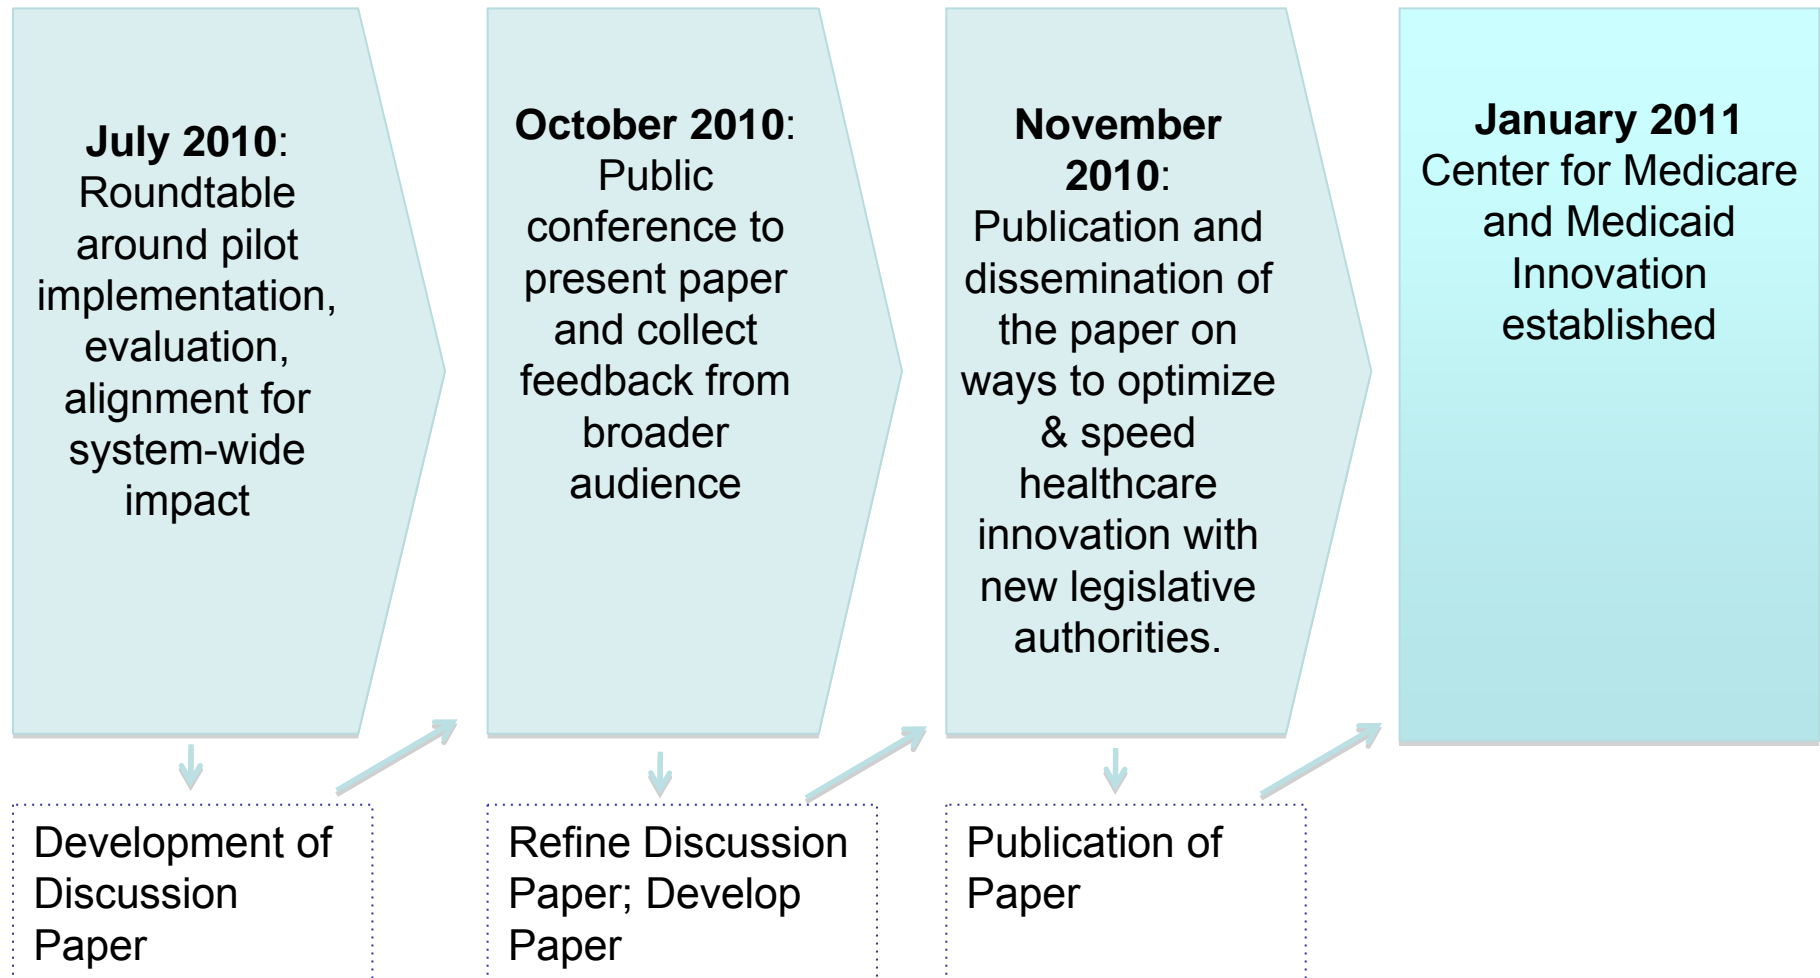 July 2010:
Roundtable
around pilot
implementation,
evaluation,
alignment for
system-wide
impact
October 2010:
Public
conference to
present paper
and collect
feedback from
broader
audience
November
2010:
Publication and
dissemination of
the paper on
ways to optimize
& speed
healthcare
innovation with
new legislative
authorities.
January 2011
Center for Medicare
and Medicaid
Innovation
established
Development of
Discussion
Paper
Refine Discussion
Paper; Develop
Paper
Publication of
Paper